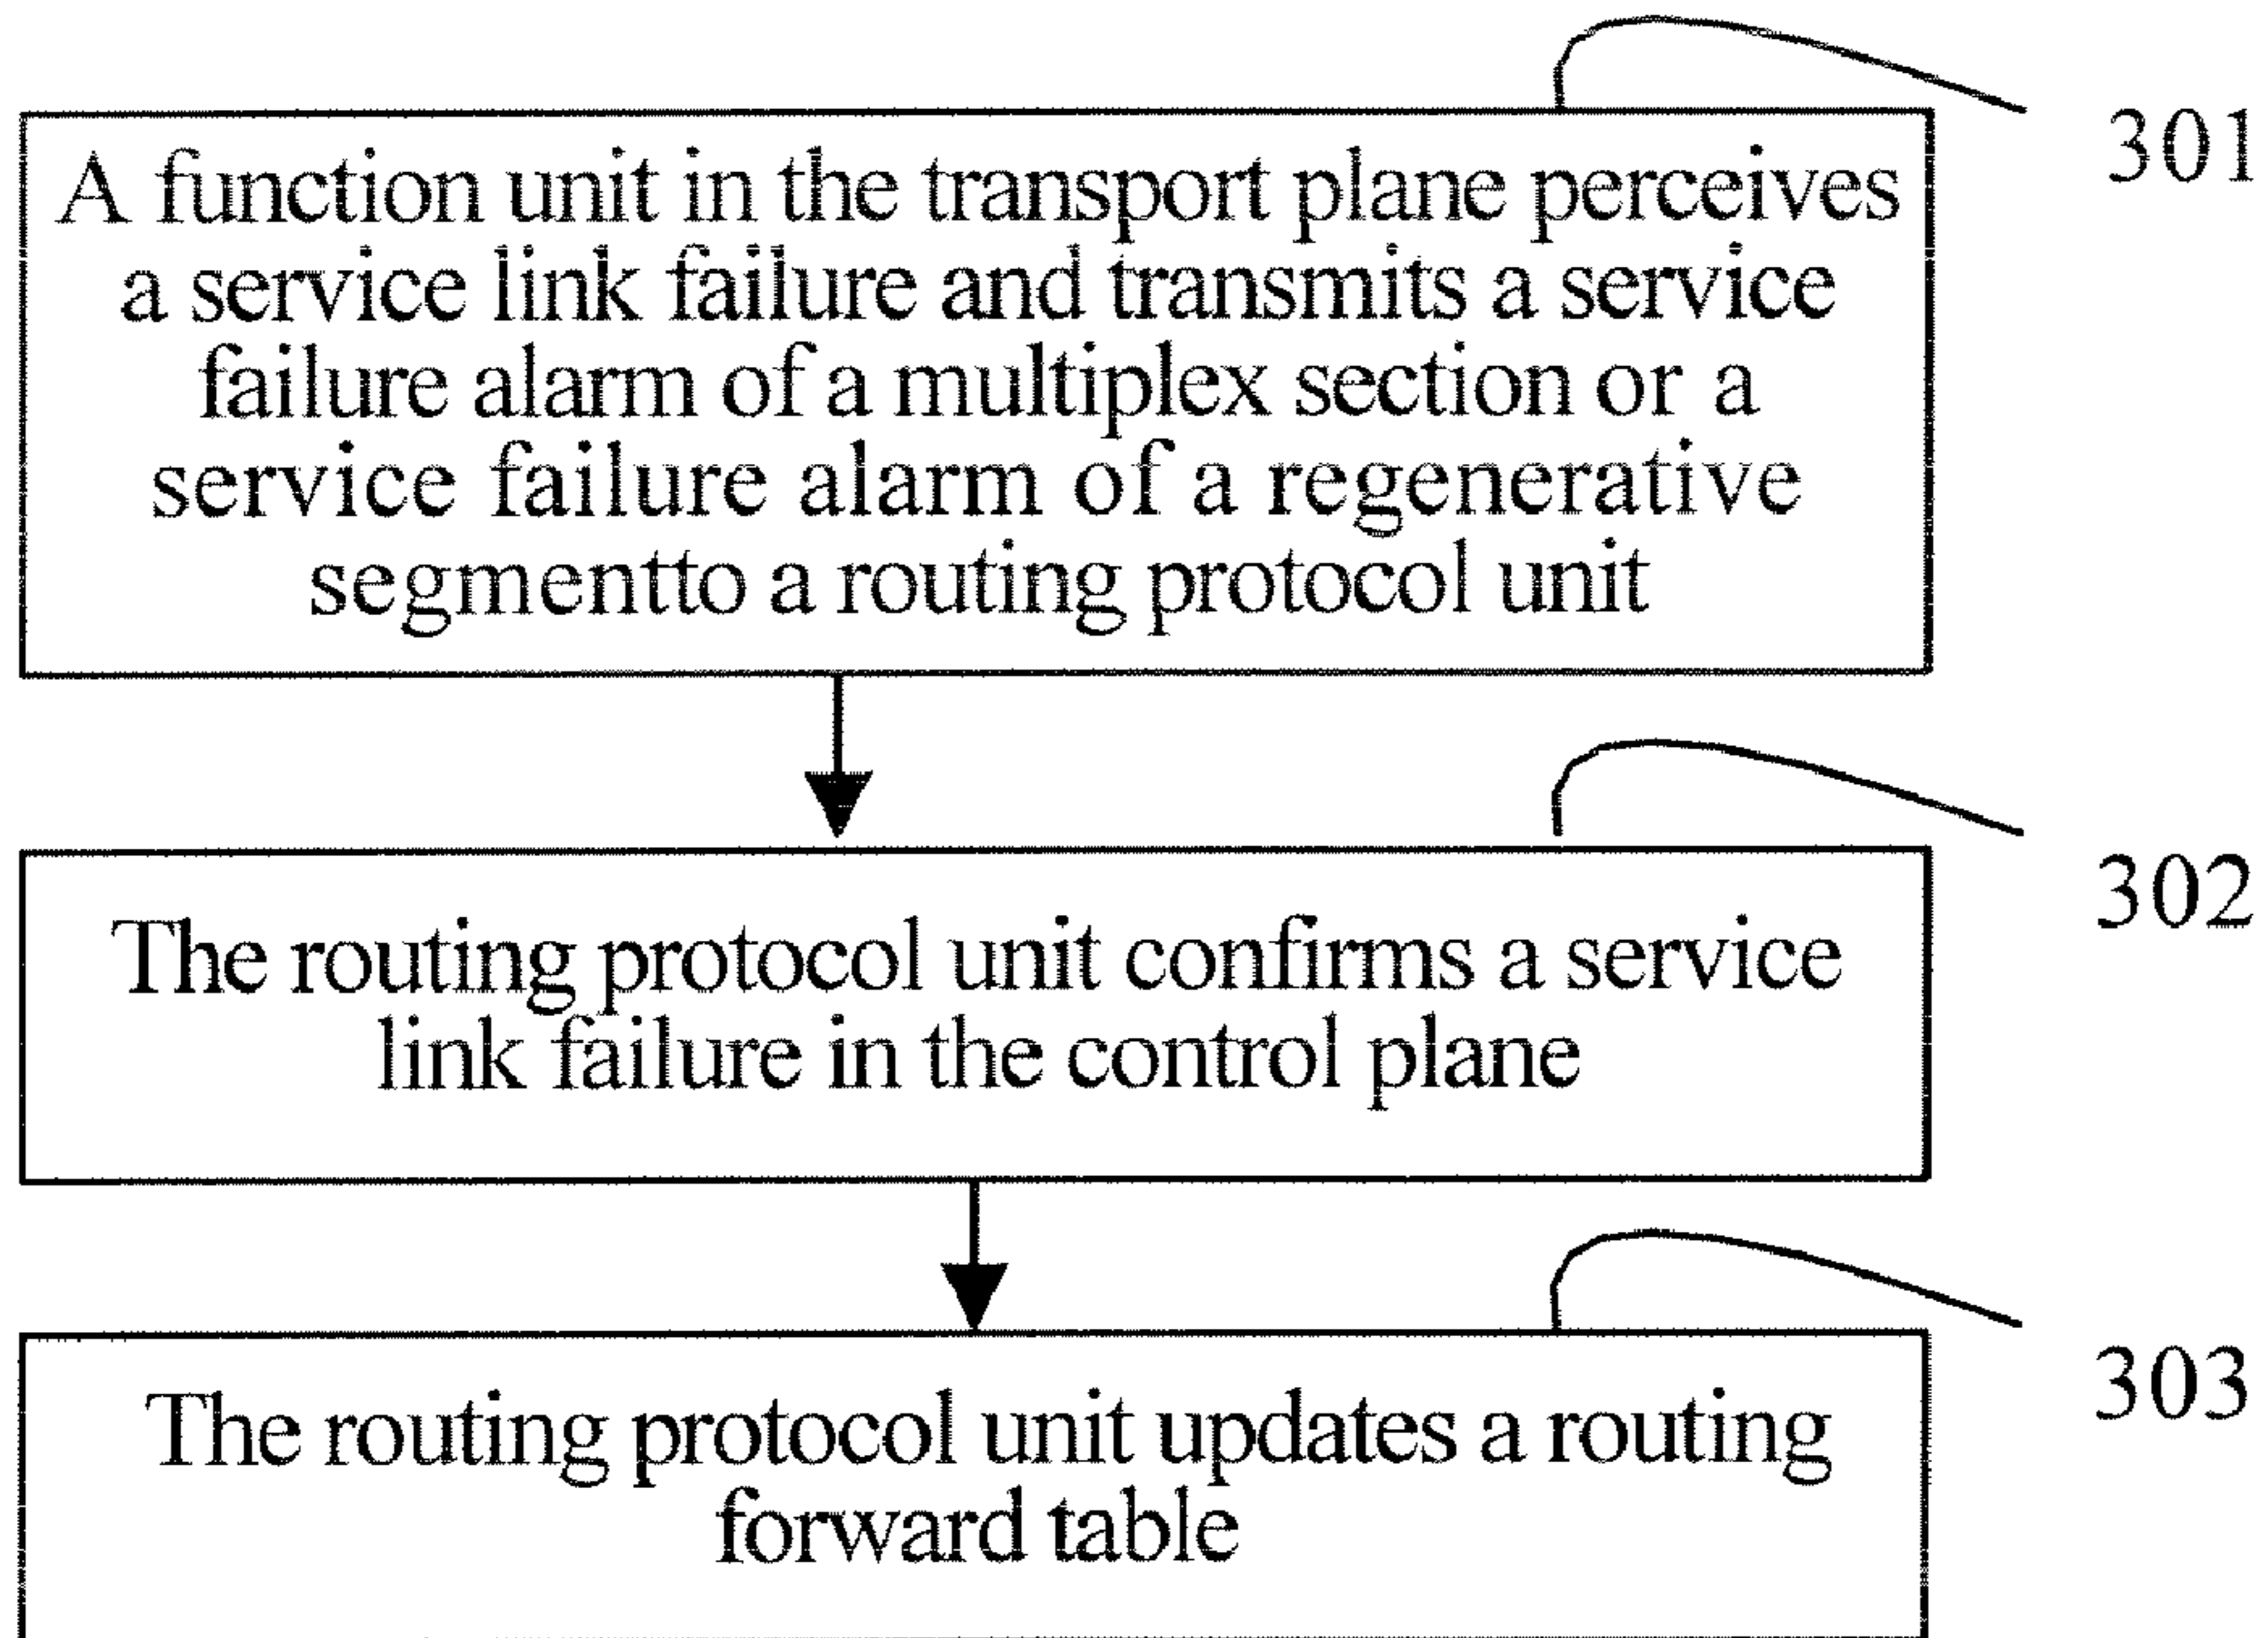 301
A function unit in the transport plane perceives
a service link failure and transmits a service
failure alarm of a multiplex section or a
service failure alarm of a regenerative
segmentto a routing protocol unit
302
The routing protocol unit confirms a service
link failure in the control plane
303
The routing protocol unit updates a routing
forward table